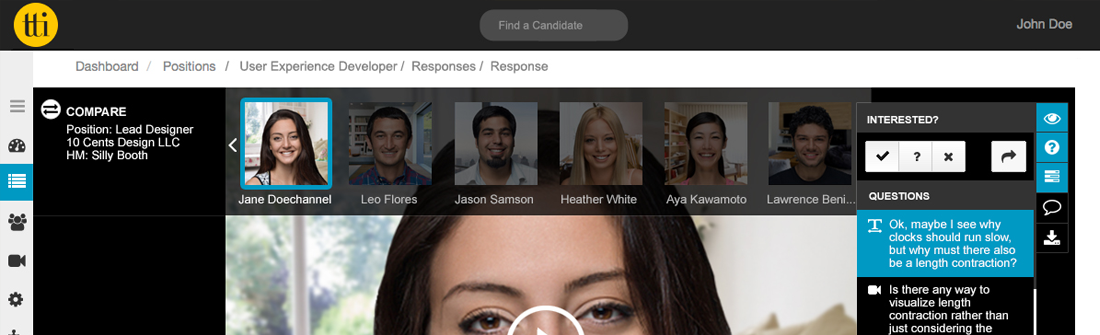 tti
Find a Candidate
John Doe
Dashboard / Positions / User Experience Developer / Responses / Response
COMPARE
Position: Lead Designer
10 Cents Design LLC
HM: Silly Booth
Jane Doechannel
Leo Flores
Jason Samson
Heather White
Aya Kawamoto
Lawrence Beni...
INTERESTED?
?
QUESTIONS
Ok, maybe I see why
clocks should run slow,
but why must there also
be a length contraction?
Is there any way to
visualize length
contraction rather than
just considering the
?